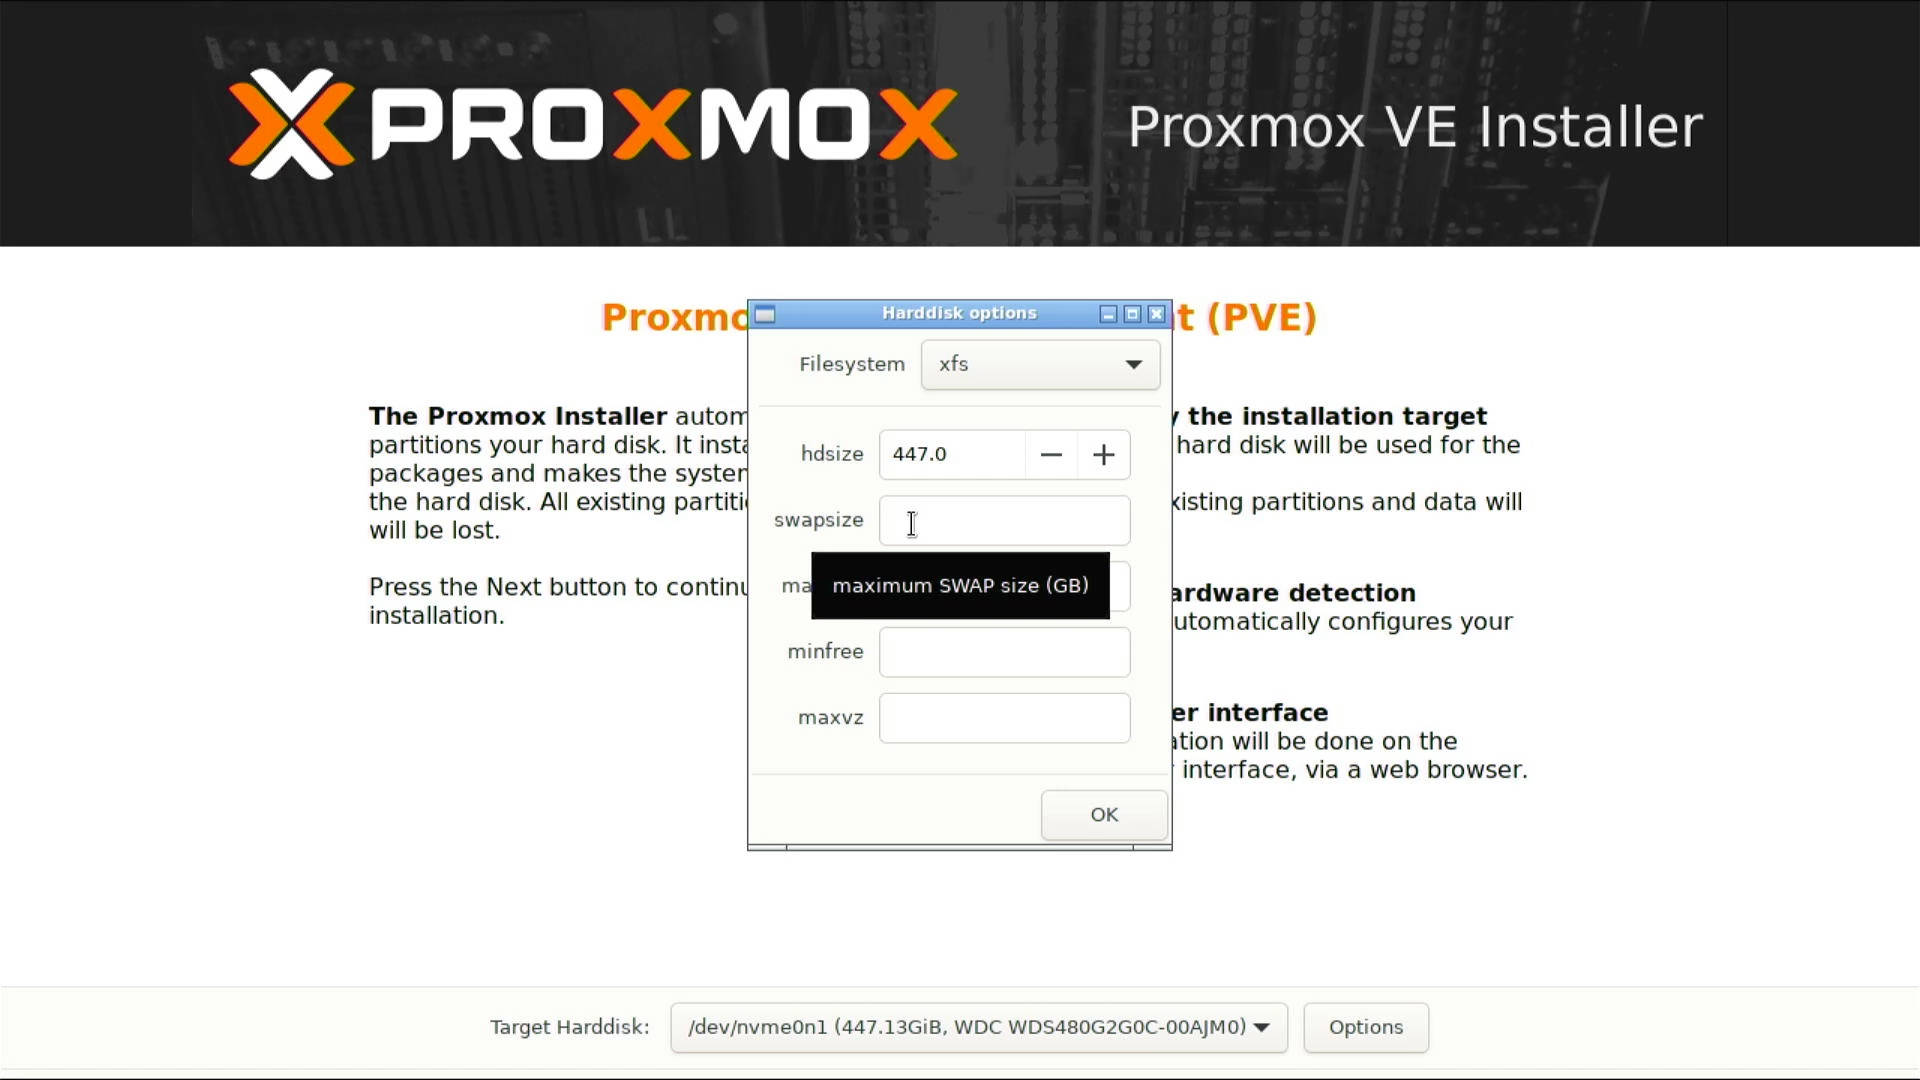 PROXMOX
Proxmox VE Installer
Harddisk options
Proxmo
t (PVE)
Filesystem xfs
The Proxmox Installer autom
partitions your hard disk. It insta
packages and makes the system
the hard disk. All existing partiti
will be lost.
Press the Next button to continu
installation.
hdsize 447.0 — +
swapsize
ma
maximum SWAP size (GB)
minfree
maxvz
OK
y the installation target
hard disk will be used for the
xisting partitions and data will
ardware detection
utomatically configures your
er interface
ation will be done on the
interface, via a web browser.
Target Harddisk: /dev/nvme0n1 (447.13GiB, WDC WDS480G2G0C-00AJM0) Options